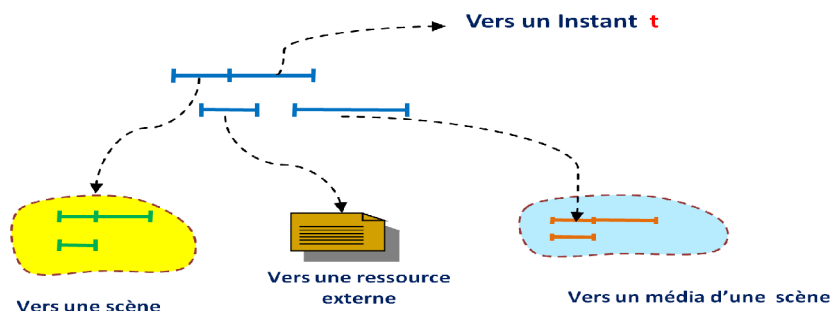 Vers un Instant t
Vers une ressource
externe
Vers une scène
Vers un média d'une scène